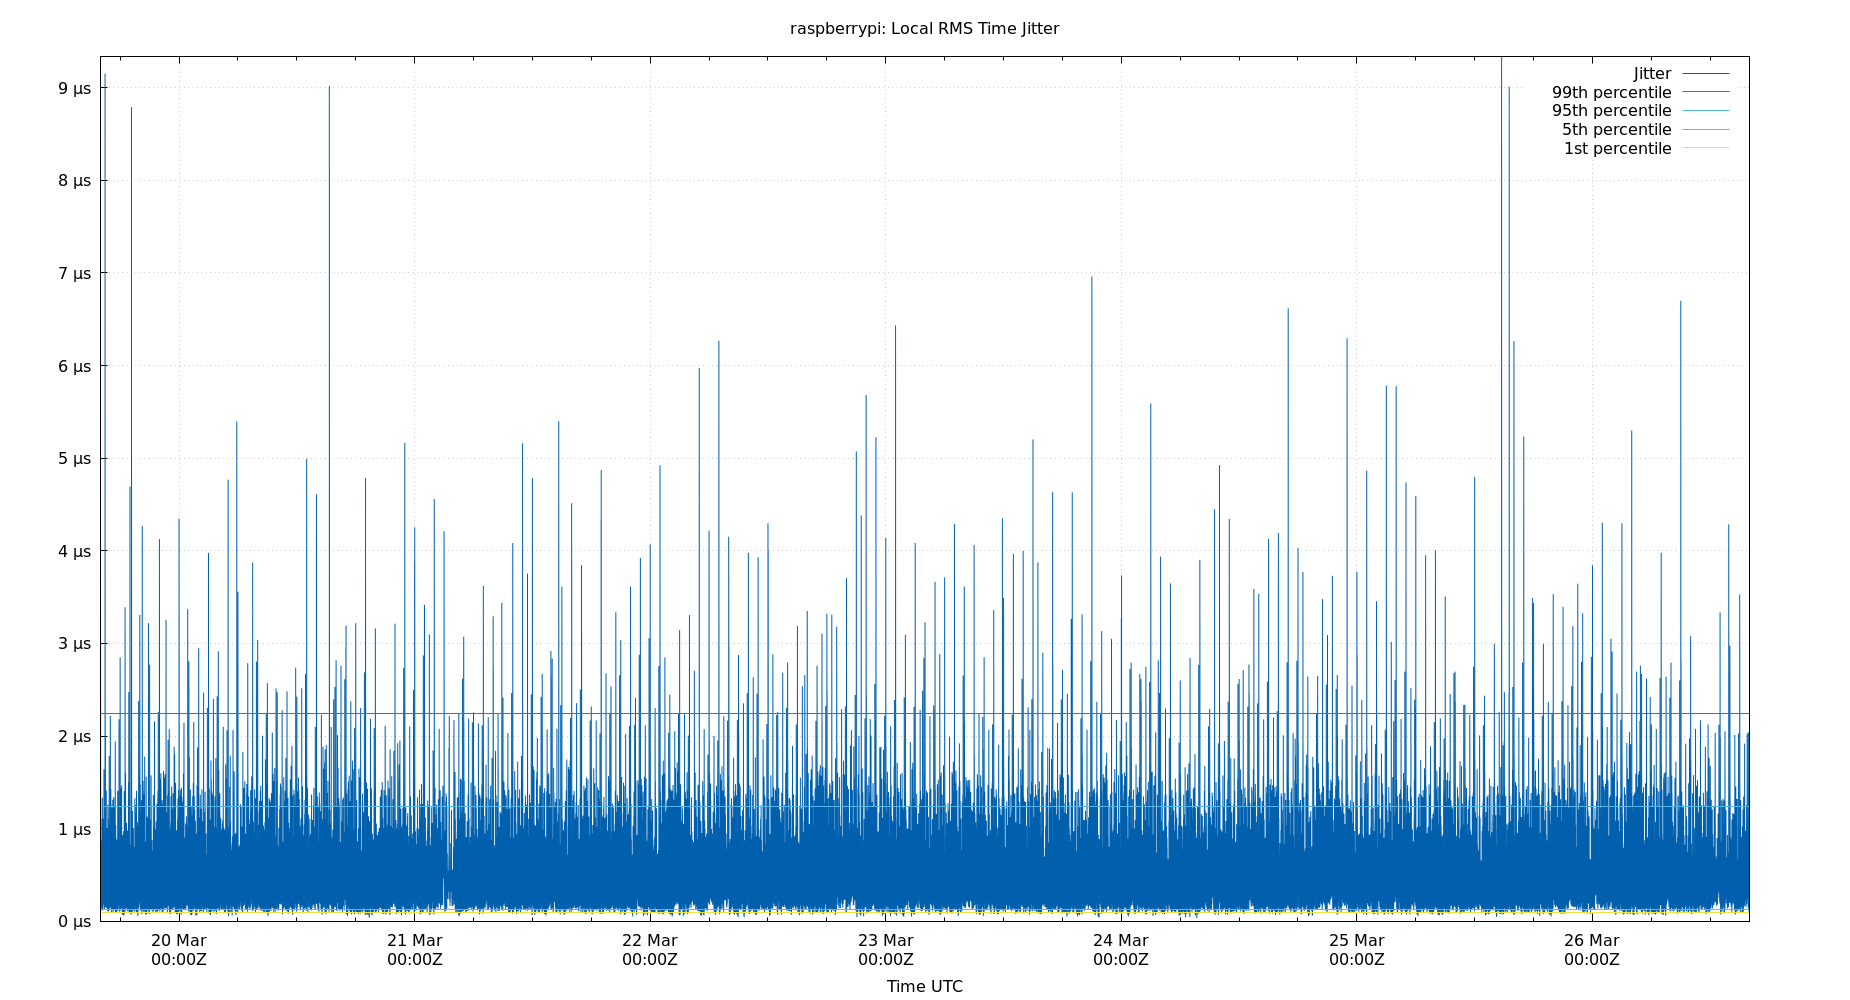 raspberrypi: Local RMS Time Jitter
Jitter
99th percentile
95th percentile
5th percentile
1st percentile
9 µs
8 µs
7 µs
6 µs
5 µs
4 µs
3 µs
2 µs
1 µs
0 µs
20 Mar
00:00Z
21 Mar
00:00Z
22 Mar
00:00Z
23 Mar
00:00Z
24 Mar
00:00Z
25 Mar
00:00Z
26 Mar
00:00Z
Time UTC